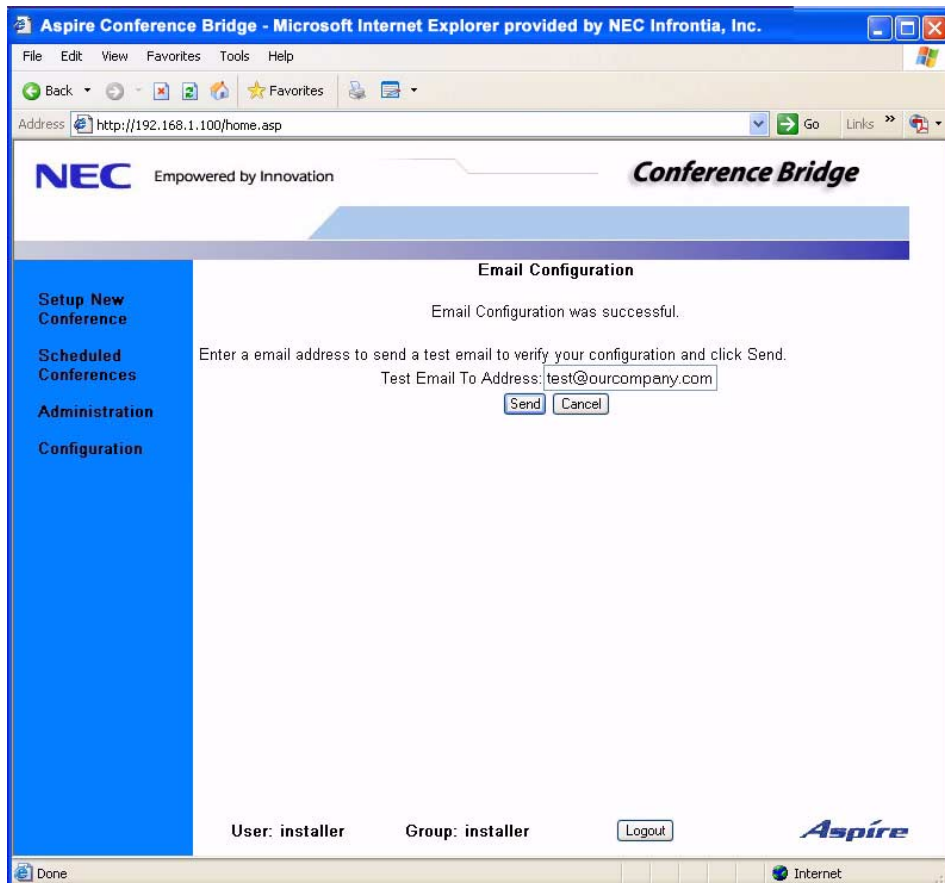 Aspire Conference Bridge - Microsoft Internet Explorer provided by NEC Infrontia, Inc.
File Edit View Favorites Tools Help
Back Favorites
Address http://192.168.1.100/home.asp Go Links »
NEC Empowered by Innovation Conference Bridge
Email Configuration
Setup New
Conference
Email Configuration was successful.
Scheduled
Conferences
Enter a email address to send a test email to verify your configuration and click Send.
Test Email To Address: test@ourcompany.com
Send Cancel
Administration
Configuration
User: installer Group: installer Logout Aspire
Done Internet